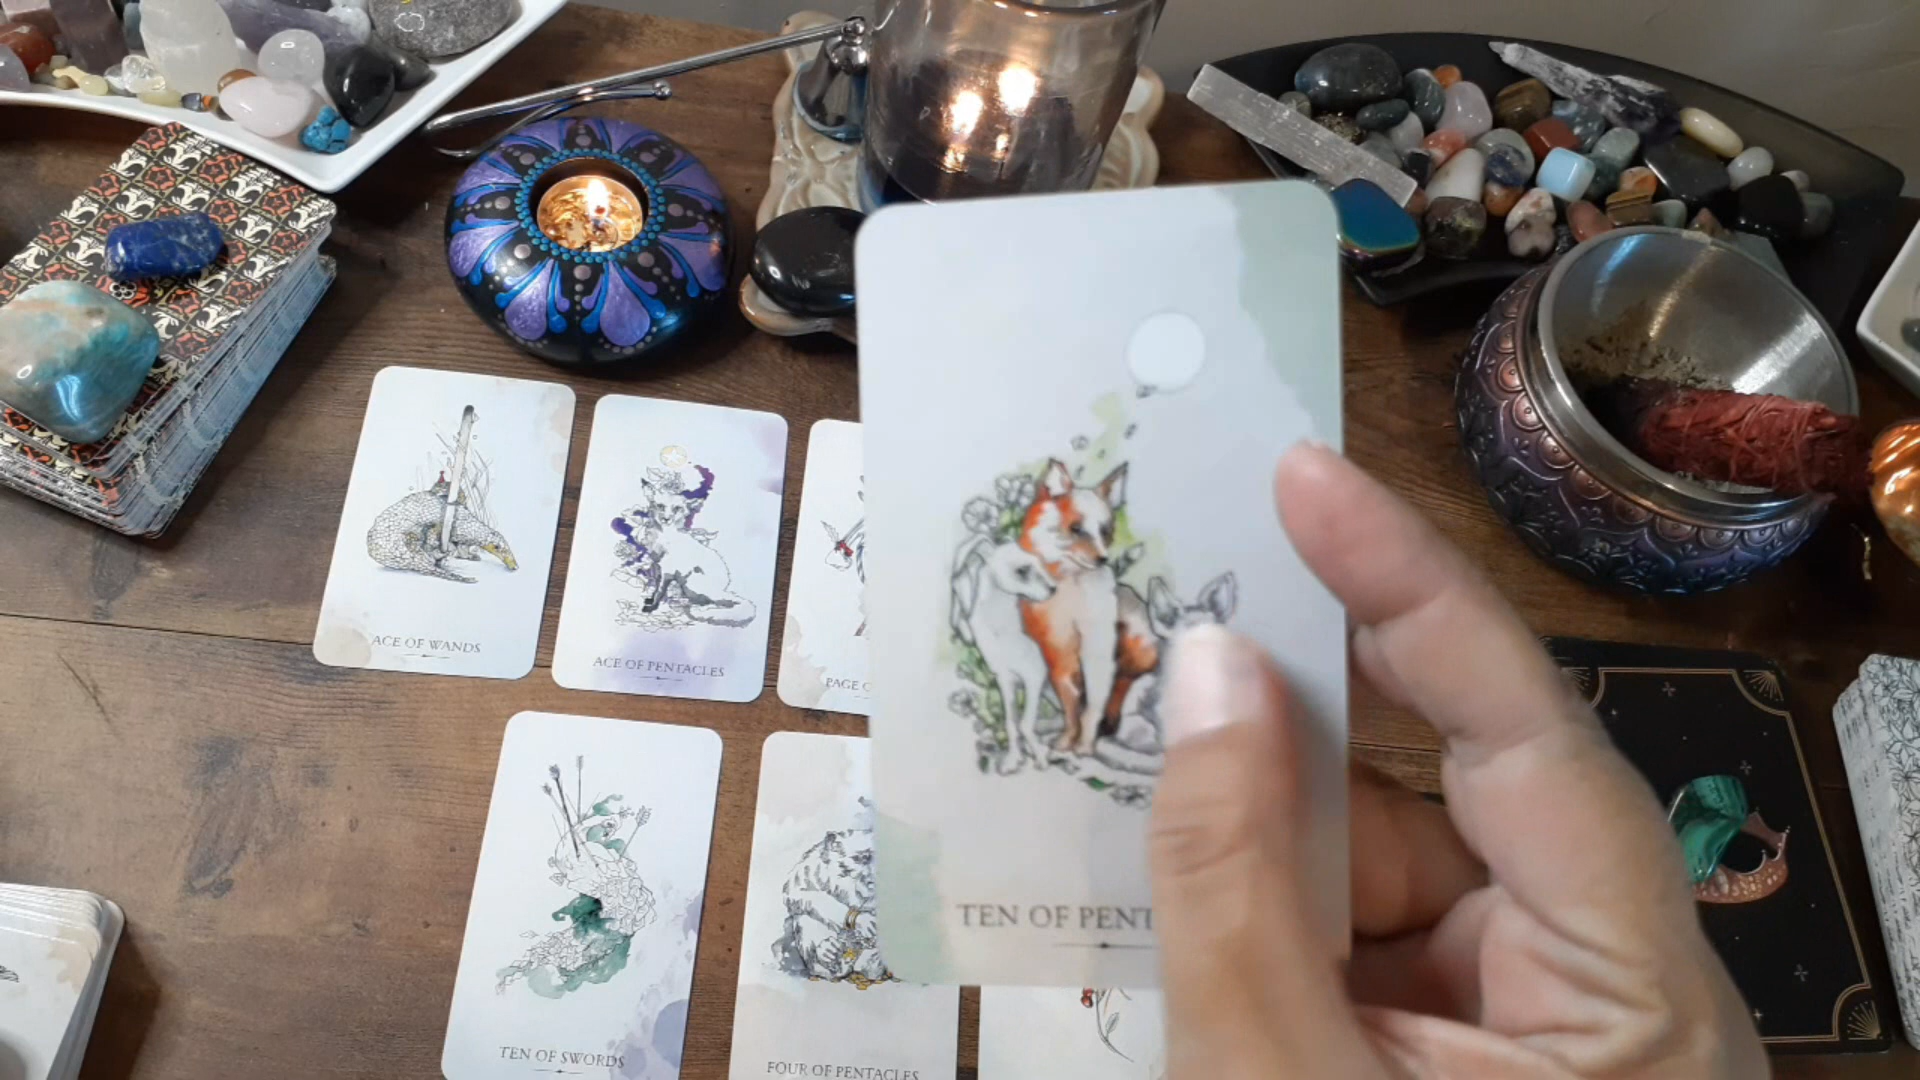 ACE OF WANDS
ACE OF PENTACLES
PAGE
TEN OF PENT
TEN OF SWORDS
FOUR OF PENTACLES